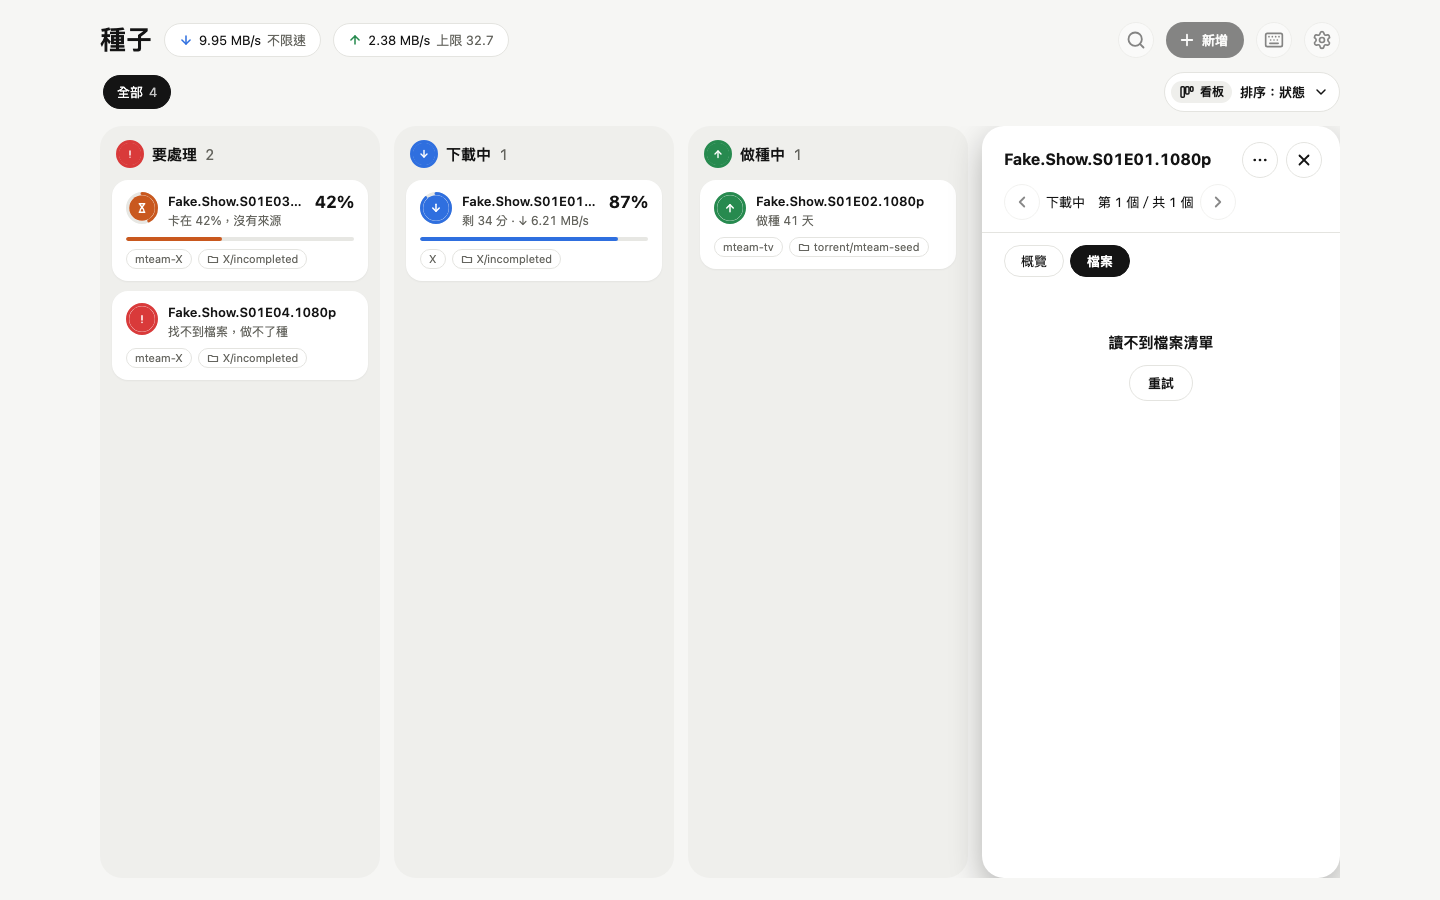 種子
9.95 MB/s 不限速
2.38 MB/s 上限 32.7
新增
全部 4
看板 排序：狀態
要處理 2
Fake.Show.S01E03... 42%
卡在 42%，沒有來源
mteam-X X/incompleted
Fake.Show.S01E04.1080p
找不到檔案，做不了種
mteam-X X/incompleted
下載中 1
Fake.Show.S01E01... 87%
剩 34 分 · ↓ 6.21 MB/s
X X/incompleted
做種中 1
Fake.Show.S01E02.1080p
做種 41 天
mteam-tv torrent/mteam-seed
Fake.Show.S01E01.1080p
下載中 第 1 個 / 共 1 個
概覽 檔案
讀不到檔案清單
重試